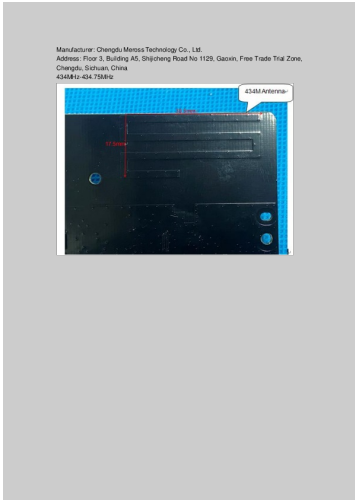 Manufacturer: Chengdu Meross Technology Co., Ltd.
Address: Floor 3, Building A5, Shijicheng Road No 1129, Gaoxin, Free Trade Trial Zone,
Chengdu, Sichuan, China
434MHz-434.75MHz
434M Antenna